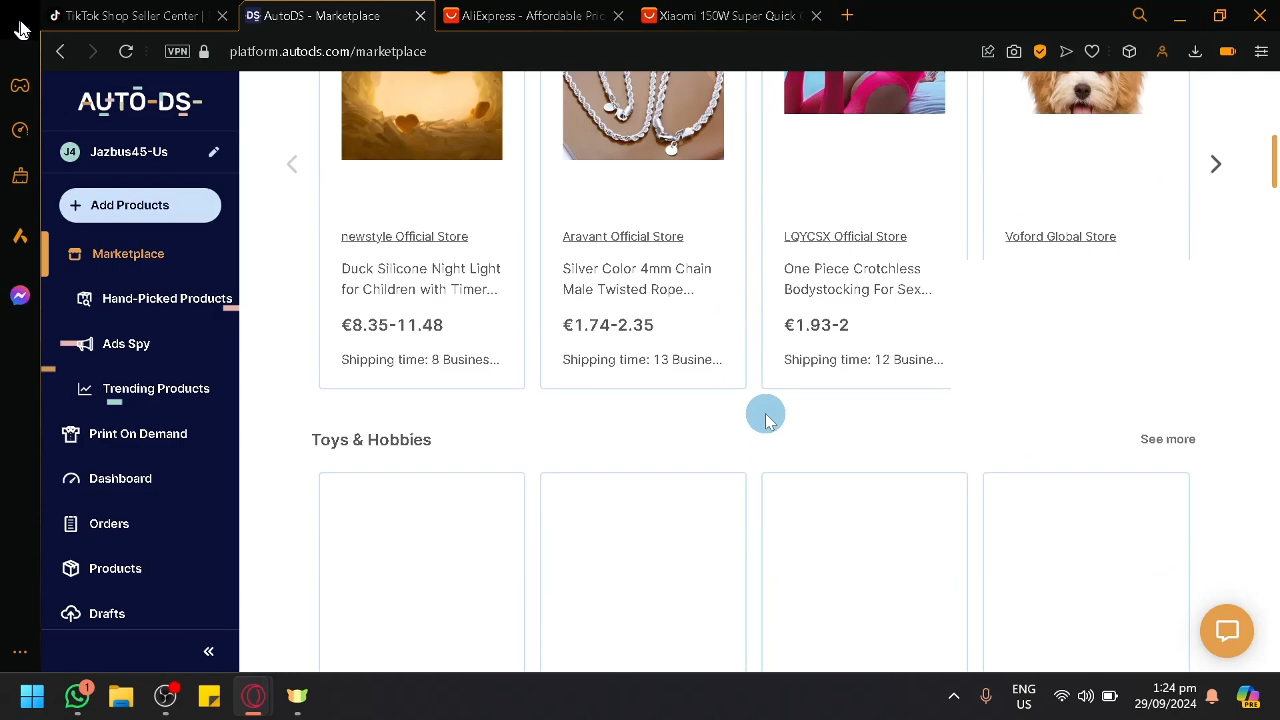 TikTok Shop Seller Center
DS AutoDS - Marketplace
AliExpress - Affordable Pric
Xiaomi 150W Super Quick C
VPN
platform.autods.com/marketplace
AUTO-DS-
J4 Jazbus45-Us
+ Add Products
Marketplace
Hand-Picked Products
Ads Spy
Trending Products
Print On Demand
Dashboard
Orders
Products
Drafts
«
newstyle Official Store
Duck Silicone Night Light
for Children with Timer...
€8.35-11.48
Shipping time: 8 Busines...
Aravant Official Store
Silver Color 4mm Chain
Male Twisted Rope...
€1.74-2.35
Shipping time: 13 Busine...
LQYCSX Official Store
One Piece Crotchless
Bodystocking For Sex...
€1.93-2
Shipping time: 12 Busine...
Voford Global Store
Toys & Hobbies
See more
1
ENG
US
1:24 pm
29/09/2024
PRE